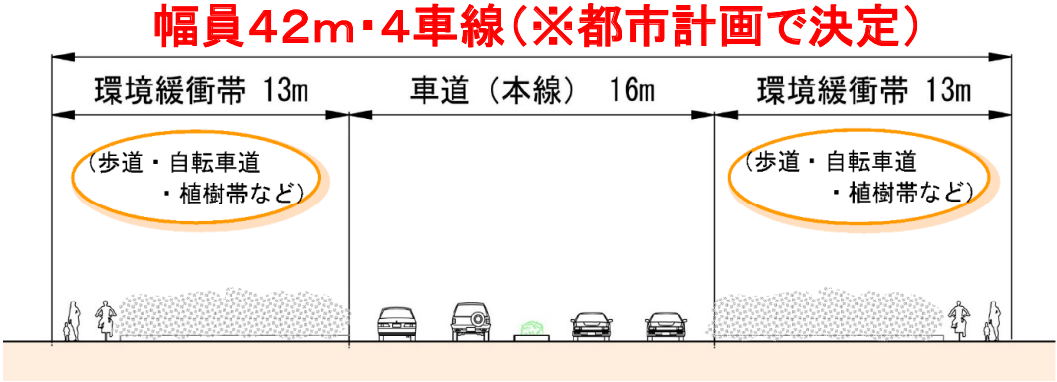 幅員４２ｍ・４車線（※都市計画で決定）
環境緩衝帯 13m
車道（本線） 16m
環境緩衝帯 13m
（歩道・自転車道
・植樹帯など）
（歩道・自転車道
・植樹帯など）